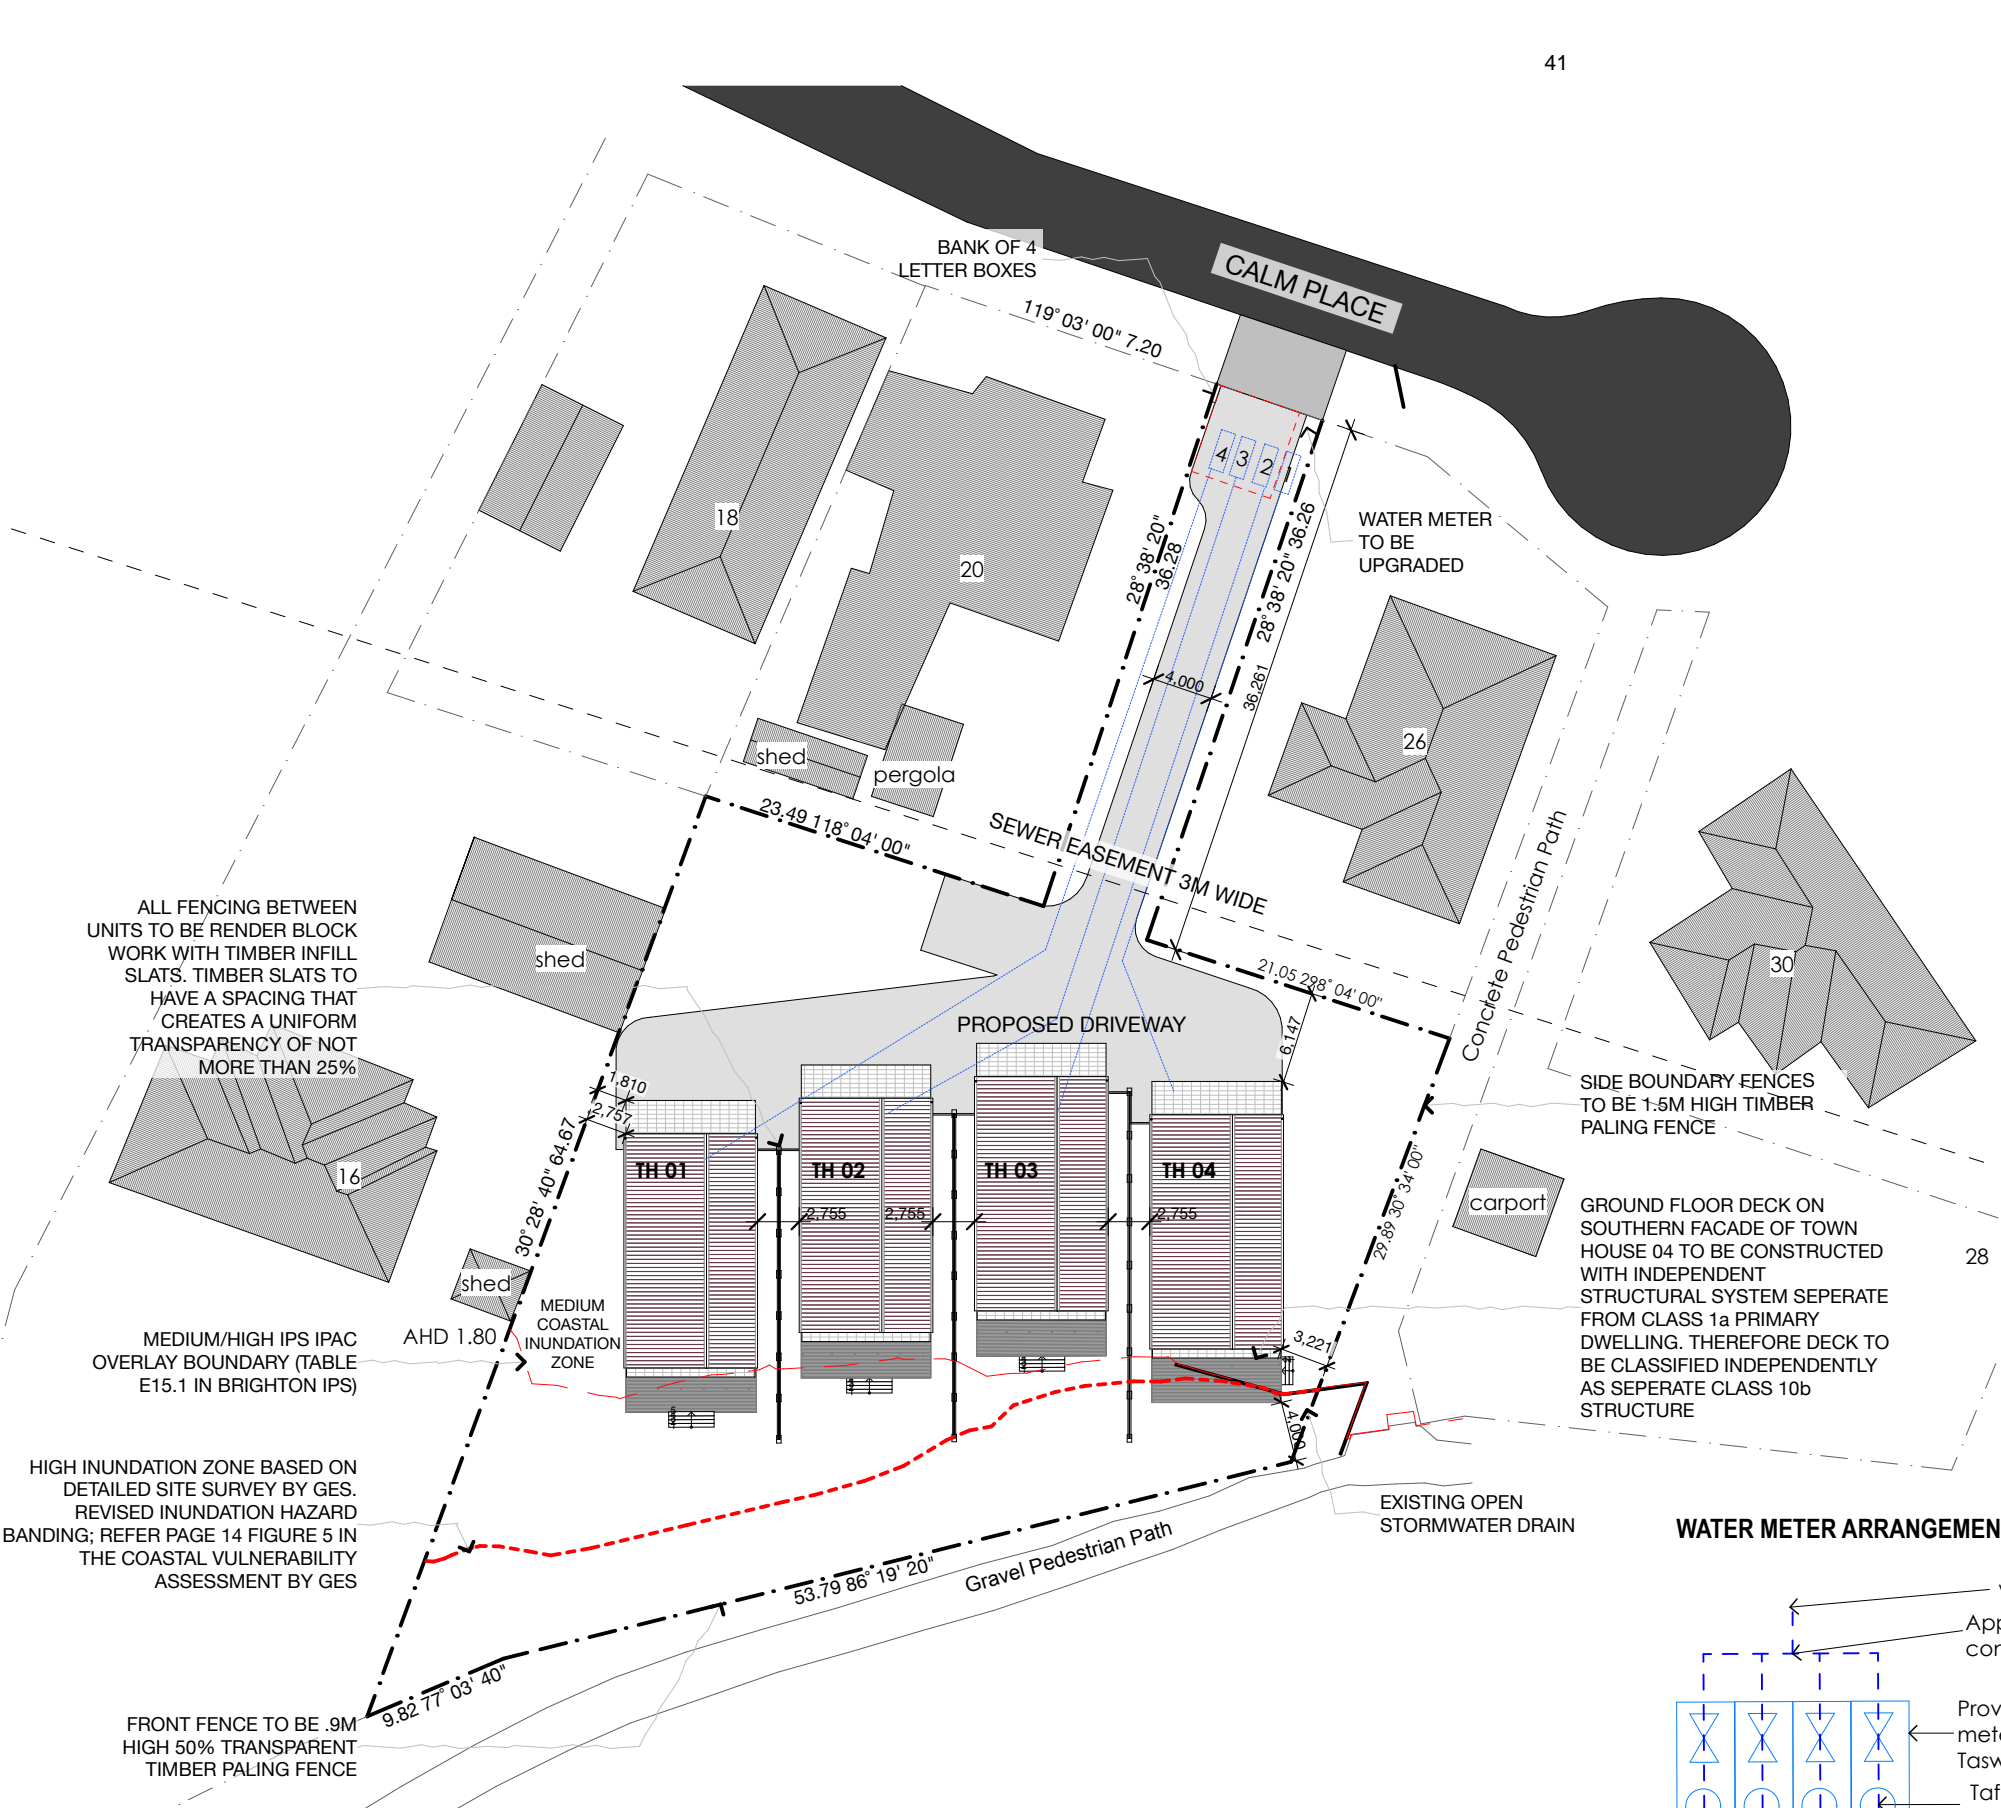 41
BANK OF 4
LETTER BOXES
CALM PLACE
119° 03' 00" 7.20
4
3
2
18
20
28° 38' 20"
36.28
28° 38' 20" 36.26
36,261
4,000
WATER METER
TO BE
UPGRADED
26
shed
pergola
23.49 118° 04' 00"
SEWER EASEMENT 3M WIDE
Concrete Pedestrian Path
30
ALL FENCING BETWEEN
UNITS TO BE RENDER BLOCK
WORK WITH TIMBER INFILL
SLATS. TIMBER SLATS TO
HAVE A SPACING THAT
CREATES A UNIFORM
TRANSPARENCY OF NOT
MORE THAN 25%
shed
21.05 298° 04' 00"
PROPOSED DRIVEWAY
6,147
1,810
2,757
SIDE BOUNDARY FENCES
TO BE 1.5M HIGH TIMBER
PALING FENCE
16
30° 28' 40" 64.67
TH 01
TH 02
TH 03
TH 04
2,755
2,755
2,755
29.89 30° 34' 00"
carport
GROUND FLOOR DECK ON
SOUTHERN FACADE OF TOWN
HOUSE 04 TO BE CONSTRUCTED
WITH INDEPENDENT
STRUCTURAL SYSTEM SEPERATE
FROM CLASS 1a PRIMARY
DWELLING. THEREFORE DECK TO
BE CLASSIFIED INDEPENDENTLY
AS SEPERATE CLASS 10b
STRUCTURE
28
shed
MEDIUM
COASTAL
INUNDATION
ZONE
AHD 1.80
MEDIUM/HIGH IPS IPAC
OVERLAY BOUNDARY (TABLE
E15.1 IN BRIGHTON IPS)
3,221
4,000
HIGH INUNDATION ZONE BASED ON
DETAILED SITE SURVEY BY GES.
REVISED INUNDATION HAZARD
BANDING; REFER PAGE 14 FIGURE 5 IN
THE COASTAL VULNERABILITY
ASSESSMENT BY GES
EXISTING OPEN
STORMWATER DRAIN
53.79 86° 19' 20"
Gravel Pedestrian Path
9.82 77° 03' 40"
FRONT FENCE TO BE .9M
HIGH 50% TRANSPARENT
TIMBER PALING FENCE
WATER METER ARRANGEMEN
App
con
Prov
mete
Tasw
Taf